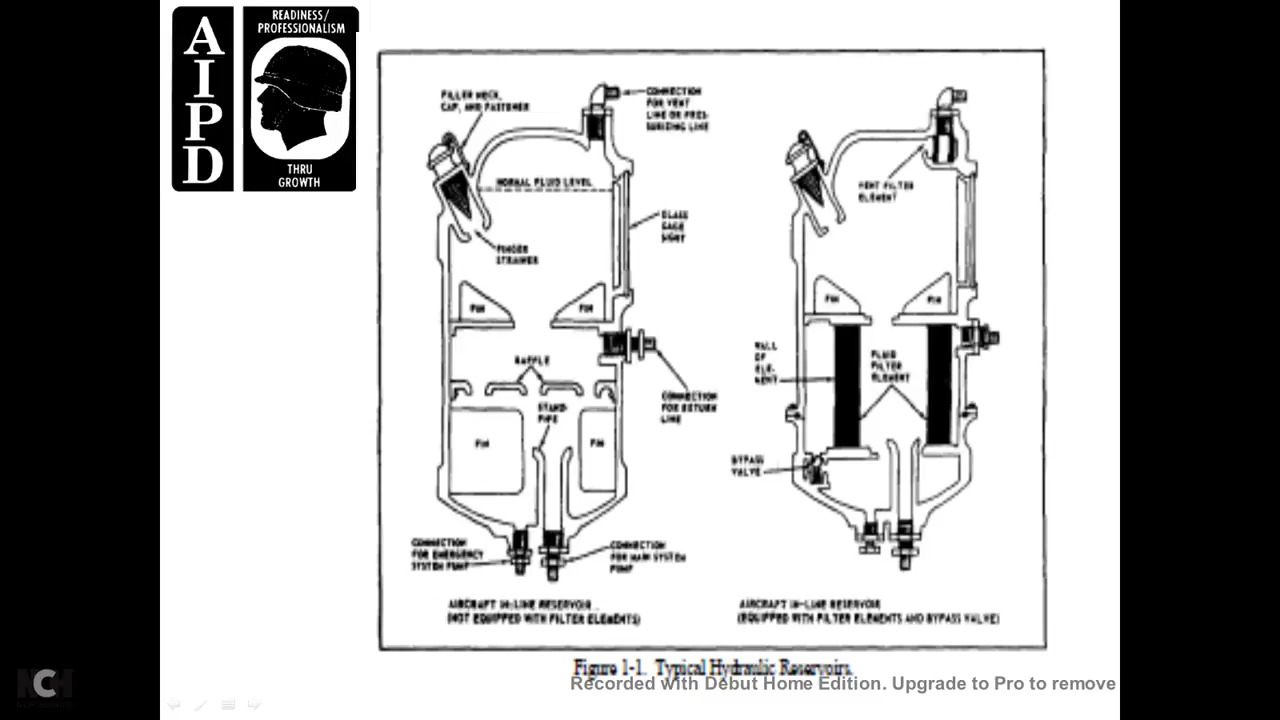 AIPD
READINESS/
PROFESSIONALISM
THRU
GROWTH
FILLER NECK,
CAP, AND FASTENER
CONNECTION
FOR VENT
LINE OR PRES-
SURIZING LINE
NORMAL FLUID LEVEL
GLASS
GAGE
SIGHT
FINGER
STRAINER
FIN
FIN
BAFFLE
STAND
PIPE
CONNECTION
FOR RETURN
LINE
FIN
FIN
CONNECTION
FOR EMERGENCY
SYSTEM PUMP
CONNECTION
FOR MAIN SYSTEM
PUMP
AIRCRAFT IN-LINE RESERVOIR
(NOT EQUIPPED WITH FILTER ELEMENTS)
VENT FILTER
ELEMENT
FIN
FIN
WALL
OF
ELE-
MENT
FLUID
FILTER
ELEMENT
BYPASS
VALVE
AIRCRAFT IN-LINE RESERVOIR
(EQUIPPED WITH FILTER ELEMENTS AND BYPASS VALVE)
Figure 1-1. Typical Hydraulic Reservoirs.
Recorded with Debut Home Edition. Upgrade to Pro to remove
NCH